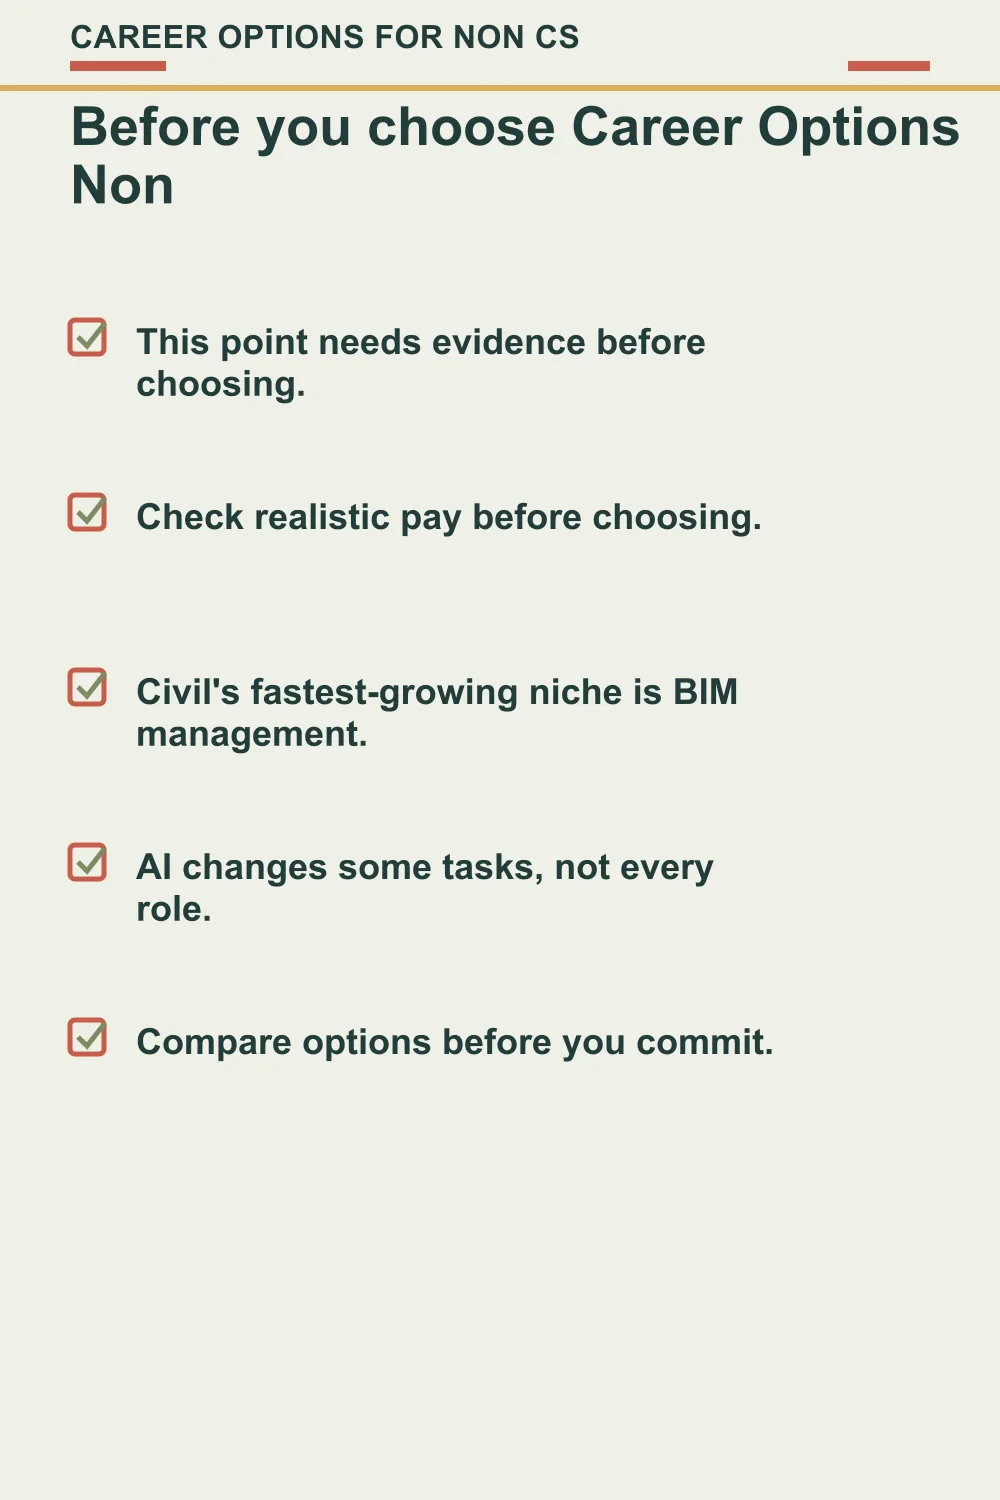 CAREER OPTIONS FOR NON CS
Before you choose Career Options
Non
This point needs evidence before
choosing.
Check realistic pay before choosing.
Civil's fastest-growing niche is BIM
management.
AI changes some tasks, not every
role.
Compare options before you commit.